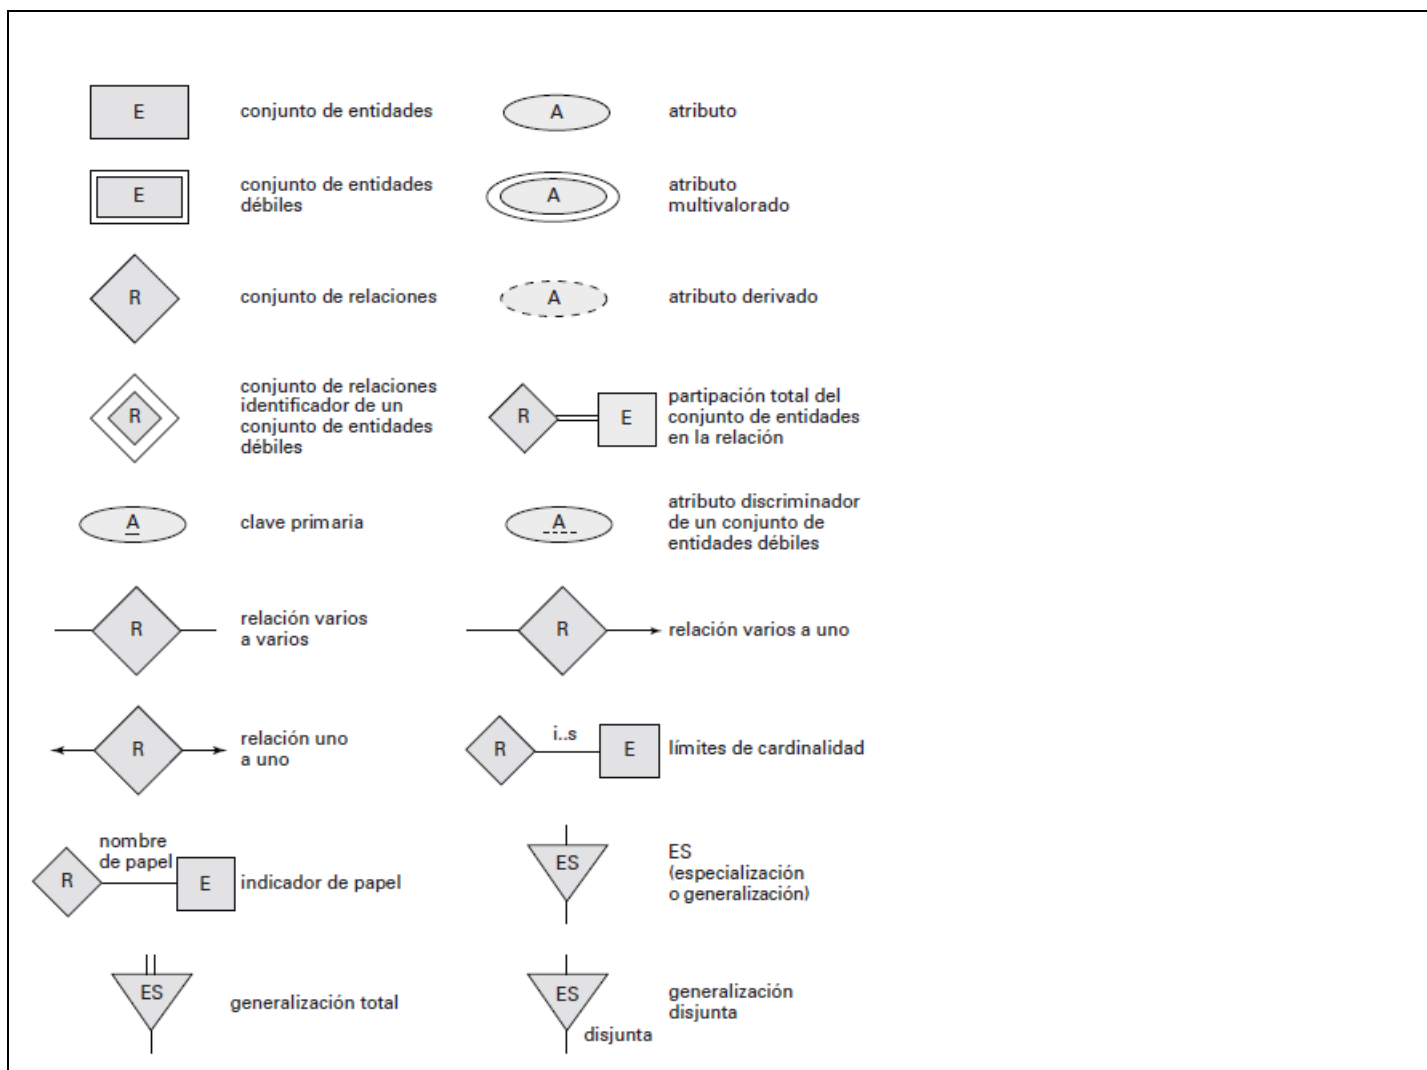 E
conjunto de entidades
A
atributo
E
conjunto de entidades
débiles
A
atributo
multivalorado
R
conjunto de relaciones
A
atributo derivado
R
conjunto de relaciones
identificador de un
conjunto de entidades
débiles
R
E
partipación total del
conjunto de entidades
en la relación
A
clave primaria
A
atributo discriminador
de un conjunto de
entidades débiles
R
relación varios
a varios
R
relación varios a uno
R
relación uno
a uno
R
i..s
E
límites de cardinalidad
R
nombre
de papel
E
indicador de papel
ES
ES
(especialización
o generalización)
ES
generalización total
ES
disjunta
generalización
disjunta